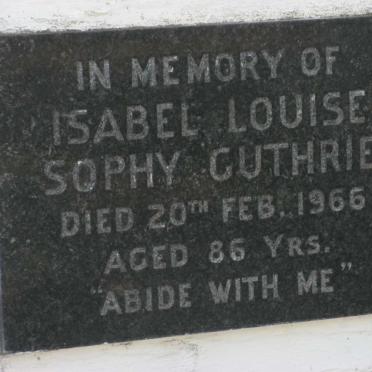 IN MEMORY OF
ISABEL LOUISE
SOPHY GUTHRIE
DIED 20TH FEB. 1966
AGED 86 YRS.
"ABIDE WITH ME"